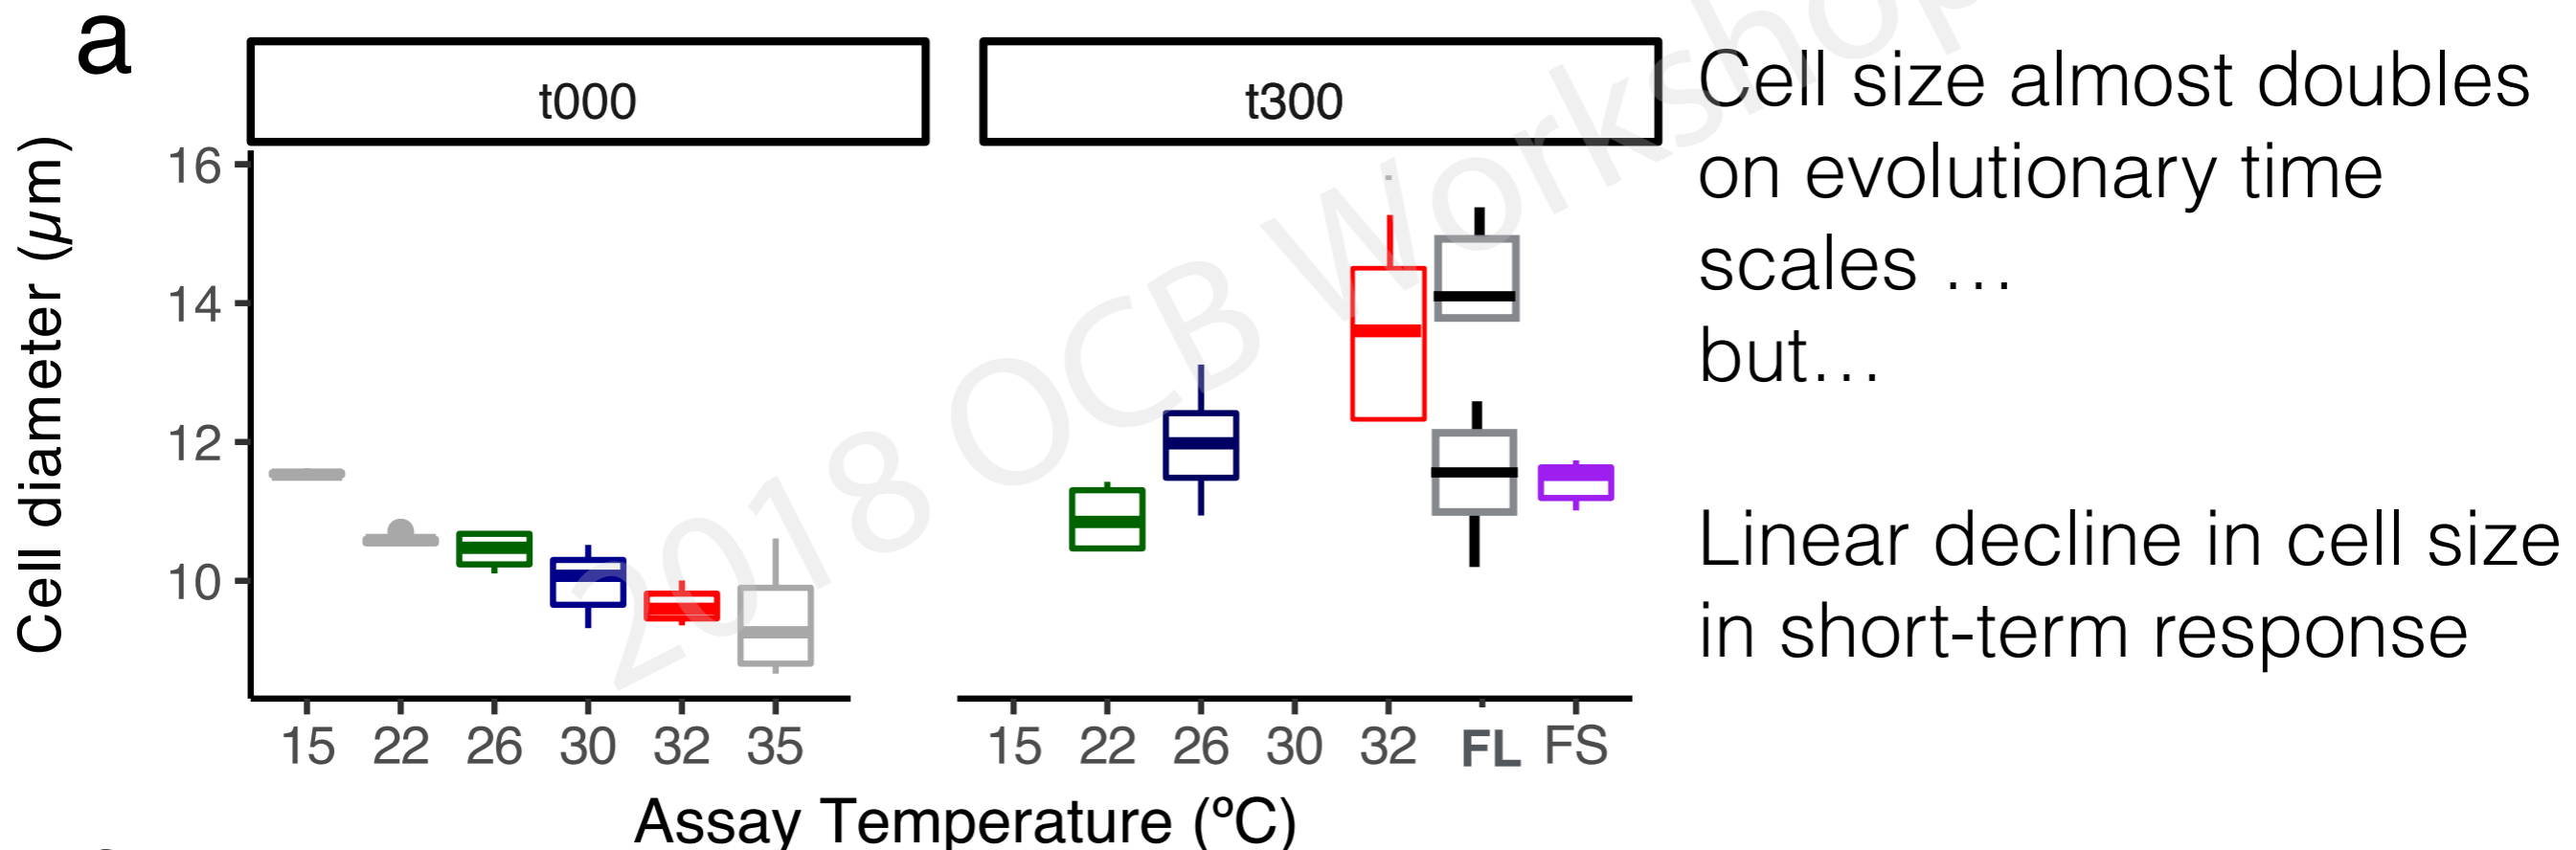 a
t000
t300
Cell size almost doubles
on evolutionary time
scales ...
but...
Linear decline in cell size
in short-term response
Cell diameter (µm)
16
14
12
10
15 22 26 30 32 35
15 22 26 30 32 FL FS
Assay Temperature (ºC)
2018 OCB Workshop